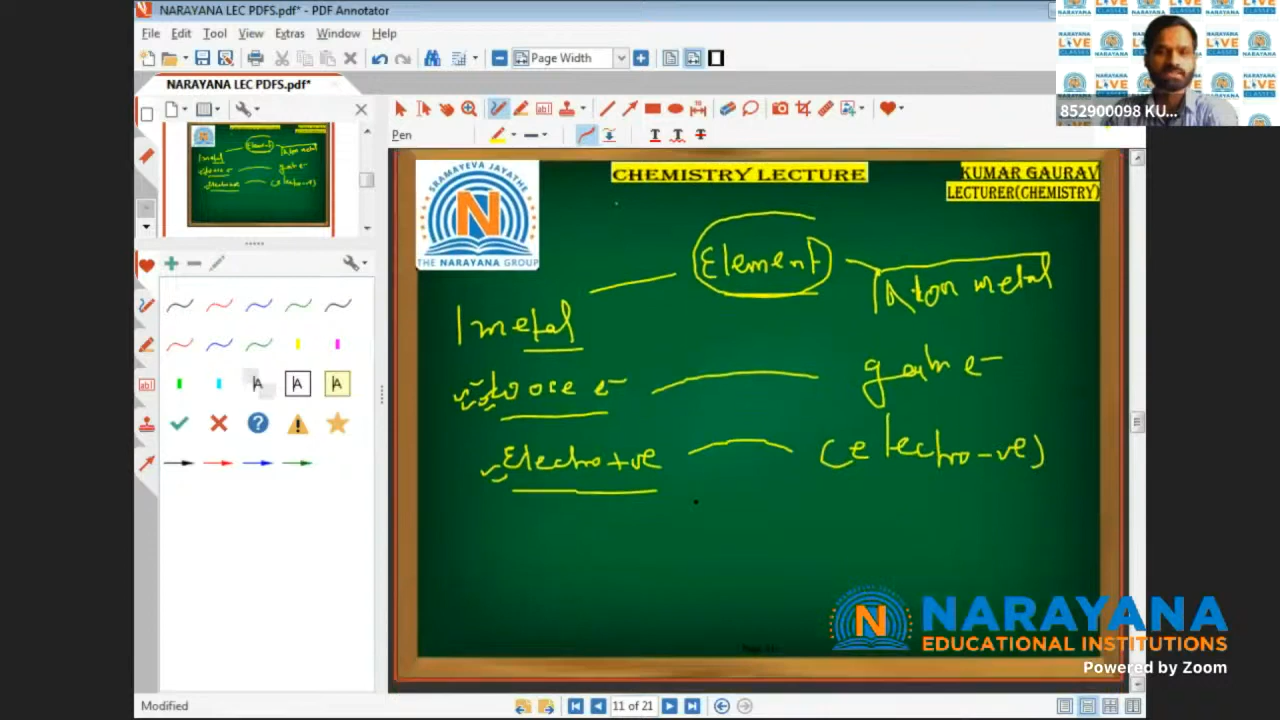 NARAYANA LEC PDFS.pdf* - PDF Annotator
File Edit Tool View Extras Window Help
Page Width
NARAYANA LEC PDFS.pdf*
Pen
852900098 KU...
SRAMAYEVA JAYATHE
N
THE NARAYANA GROUP
CHEMISTRY LECTURE
KUMAR GAURAV
LECTURER(CHEMISTRY)
Element
metal
Non metal
loose e-
gain e-
Electro+ve
(electro-ve)
NARAYANA
EDUCATIONAL INSTITUTIONS
Powered by Zoom
Modified
11 of 21